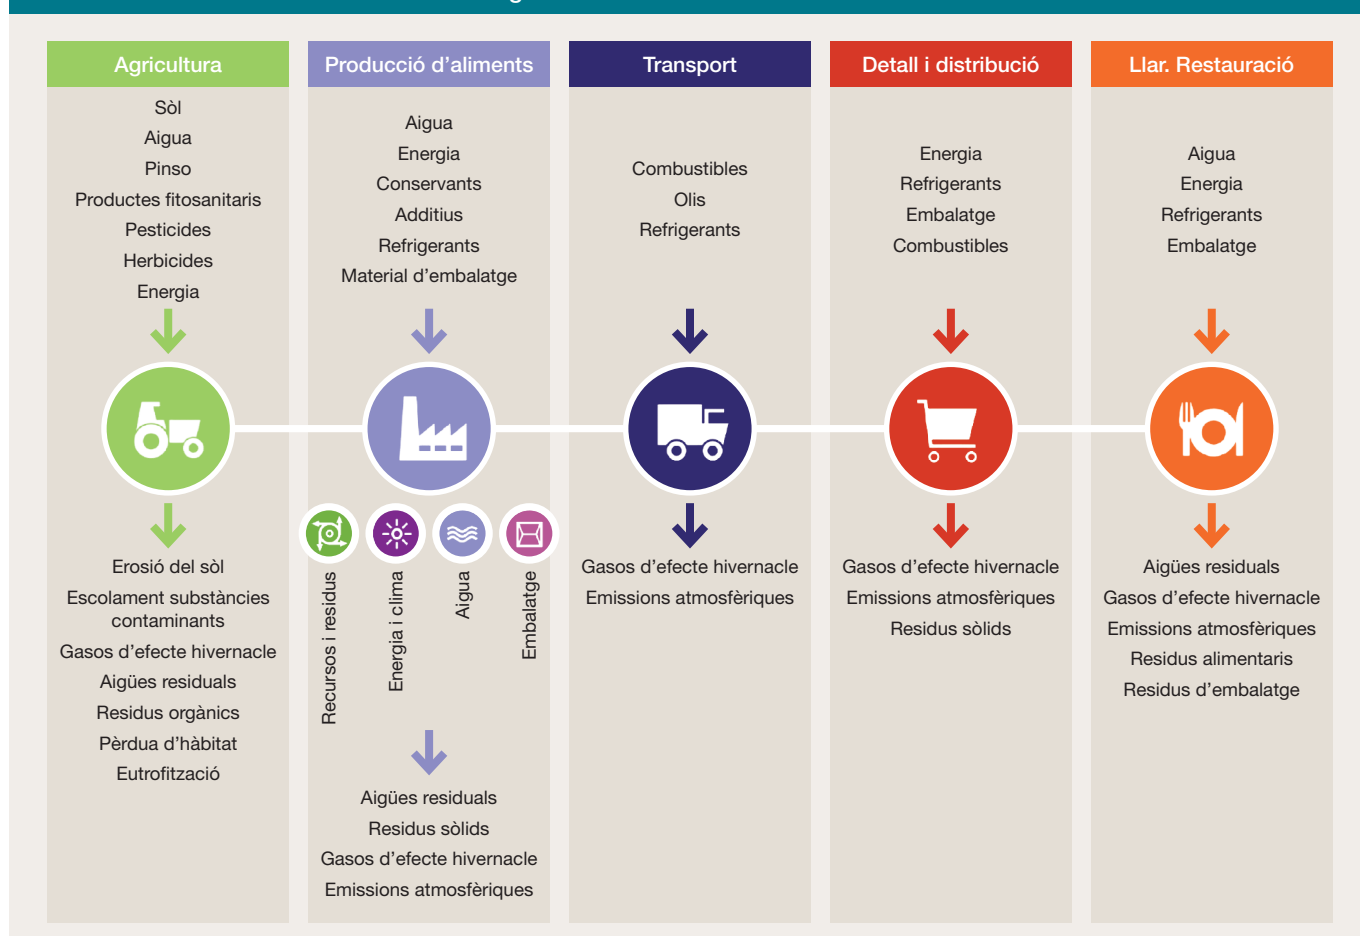 Agricultura
Sòl
Aigua
Pinso
Productes fitosanitaris
Pesticides
Herbicides
Energia
Erosió del sòl
Escolament substàncies
contaminants
Gasos d’efecte hivernacle
Aigües residuals
Residus orgànics
Pèrdua d’hàbitat
Eutrofització
Producció d’aliments
Aigua
Energia
Conservants
Additius
Refrigerants
Material d’embalatge
Recursos i residus
Energia i clima
Aigua
Embalatge
Aigües residuals
Residus sòlids
Gasos d’efecte hivernacle
Emissions atmosfèriques
Transport
Combustibles
Olis
Refrigerants
Gasos d’efecte hivernacle
Emissions atmosfèriques
Detall i distribució
Energia
Refrigerants
Embalatge
Combustibles
Gasos d’efecte hivernacle
Emissions atmosfèriques
Residus sòlids
Llar. Restauració
Aigua
Energia
Refrigerants
Embalatge
Aigües residuals
Gasos d’efecte hivernacle
Emissions atmosfèriques
Residus alimentaris
Residus d’embalatge